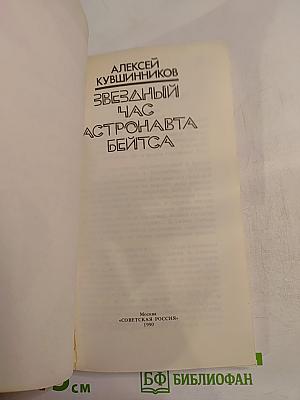 АЛЕКСЕЙ
КУВШИННИКОВ
ЗВЕЗДНЫЙ
ЧАС
АСТРОНАВТА
БЕЙТСА
Москва
«СОВЕТСКАЯ РОССИЯ»
1990
см
БФ БИБЛИОФАН